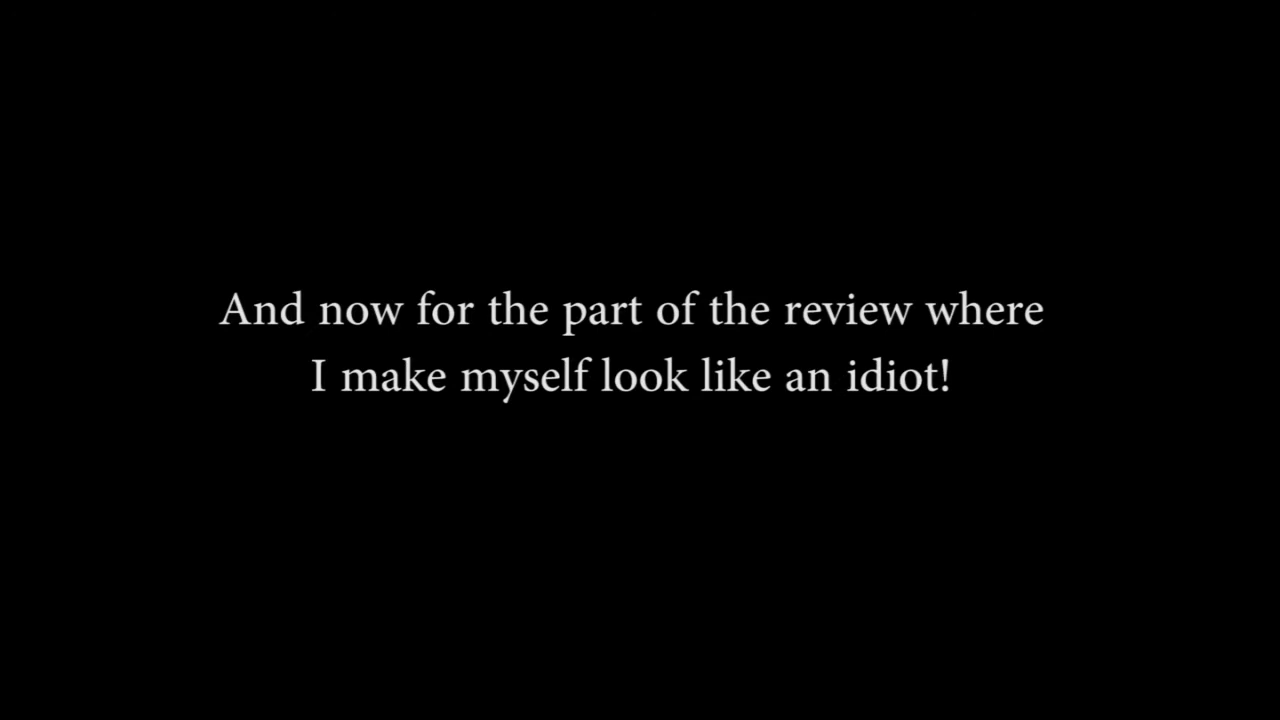 And now for the part of the review where
I make myself look like an idiot!